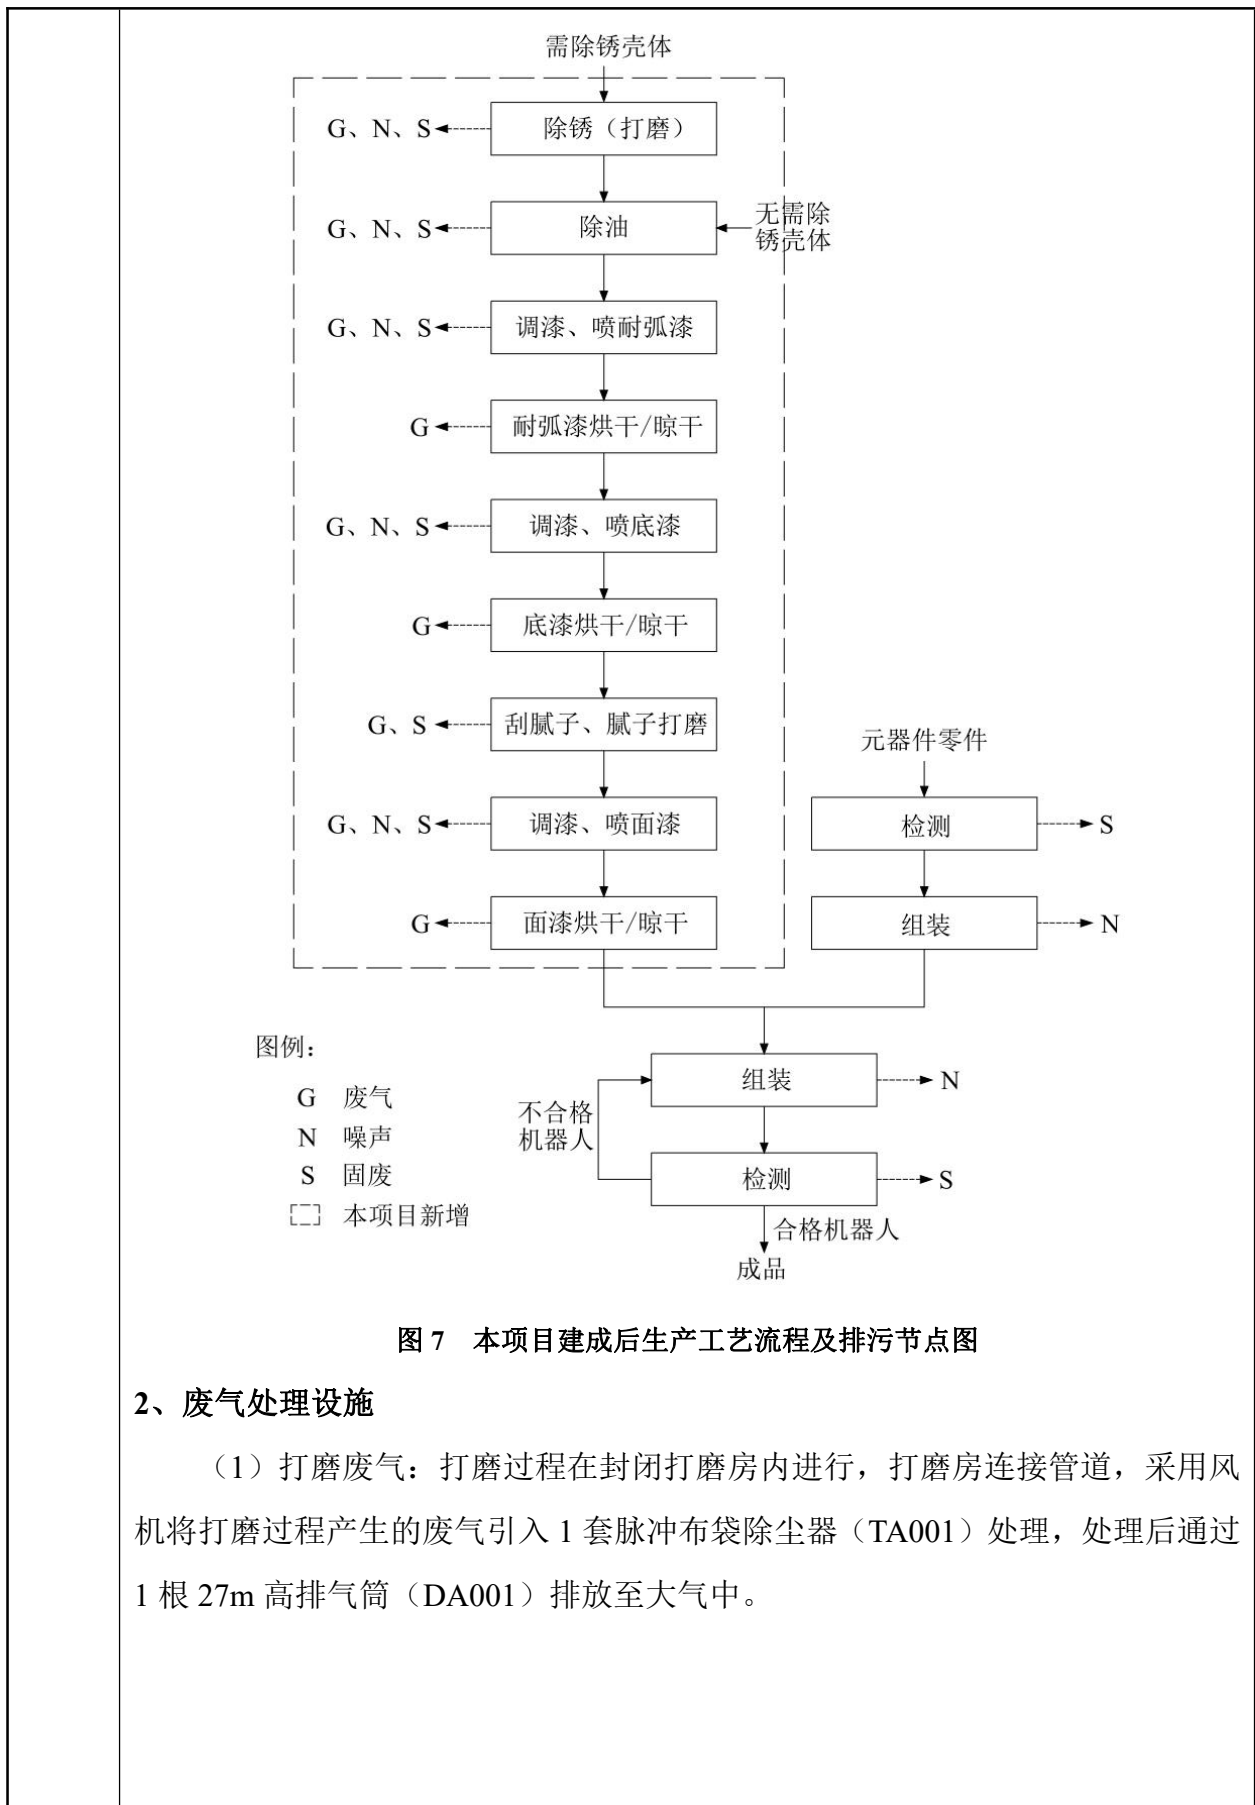 需除锈壳体
除锈（打磨）
G、N、S
除油
G、N、S
无需除
锈壳体
调漆、喷耐弧漆
G、N、S
耐弧漆烘干/晾干
G
调漆、喷底漆
G、N、S
底漆烘干/晾干
G
刮腻子、腻子打磨
G、S
调漆、喷面漆
G、N、S
面漆烘干/晾干
G
元器件零件
检测
S
组装
N
组装
N
不合格
机器人
检测
S
合格机器人
成品
图例：
G 废气
N 噪声
S 固废
本项目新增
图 7 本项目建成后生产工艺流程及排污节点图
2、废气处理设施
（1）打磨废气：打磨过程在封闭打磨房内进行，打磨房连接管道，采用风
机将打磨过程产生的废气引入 1 套脉冲布袋除尘器（TA001）处理，处理后通过
1 根 27m 高排气筒（DA001）排放至大气中。